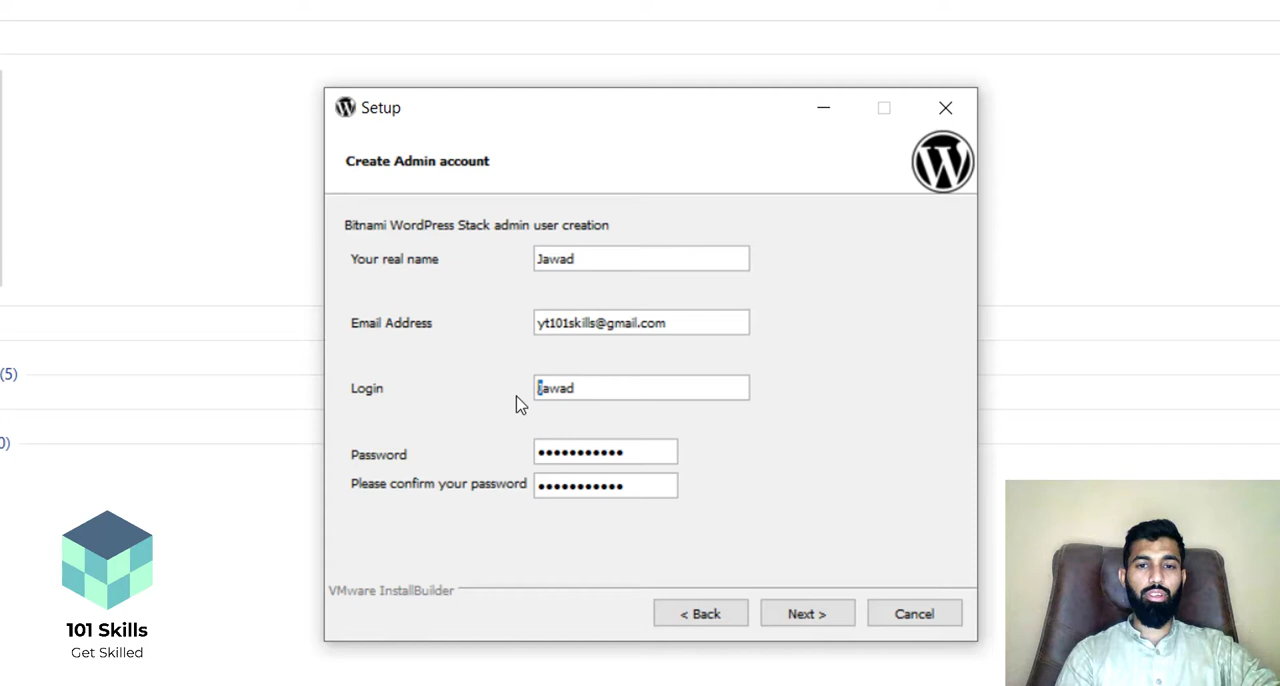 Setup
Create Admin account
Bitnami WordPress Stack admin user creation
Your real name Jawad
Email Address yt101skills@gmail.com
(5)
Login jawad
0)
Password •••••••••••
Please confirm your password •••••••••••
VMware InstallBuilder
< Back Next > Cancel
101 Skills
Get Skilled